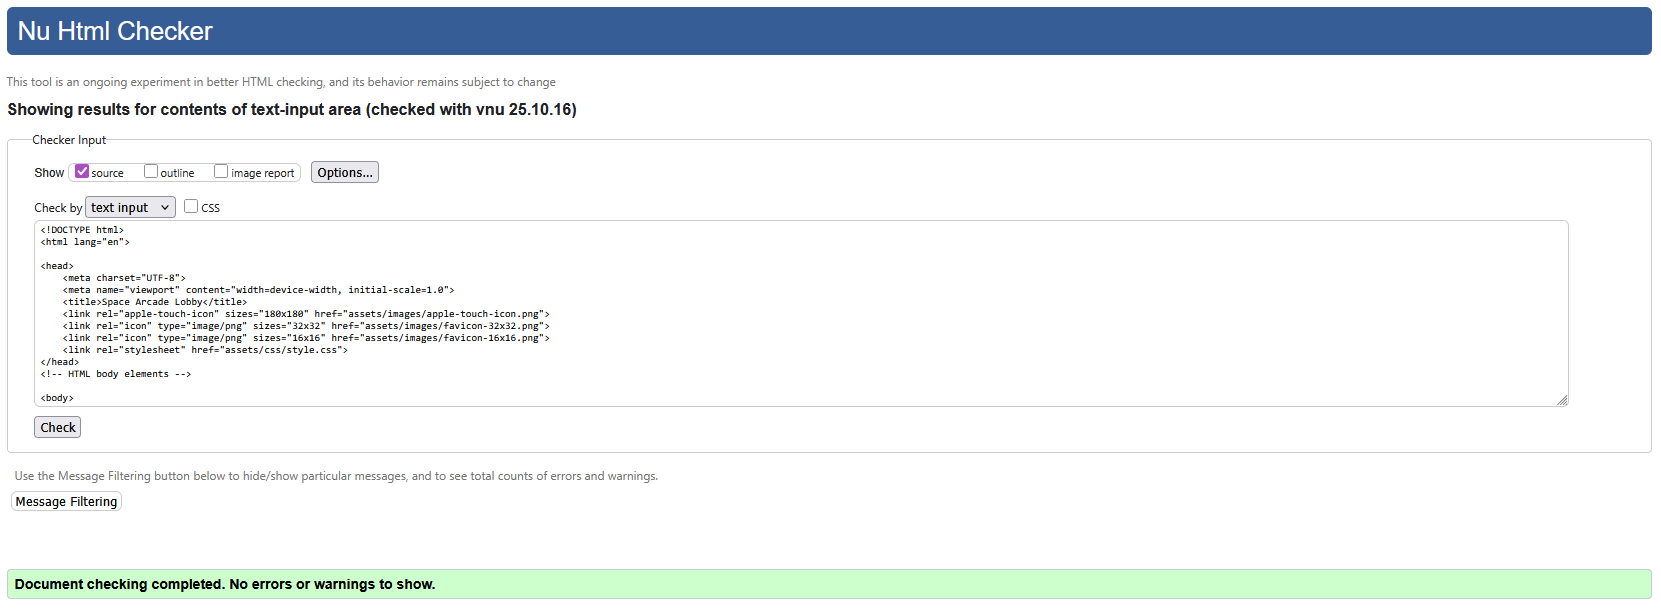 Nu Html Checker
This tool is an ongoing experiment in better HTML checking, and its behavior remains subject to change
Showing results for contents of text-input area (checked with vnu 25.10.16)
Checker Input
Show source outline image report Options...
Check by text input CSS
<!DOCTYPE html>
<html lang="en">
<head>
    <meta charset="UTF-8">
    <meta name="viewport" content="width=device-width, initial-scale=1.0">
    <title>Space Arcade Lobby</title>
    <link rel="apple-touch-icon" sizes="180x180" href="assets/images/apple-touch-icon.png">
    <link rel="icon" type="image/png" sizes="32x32" href="assets/images/favicon-32x32.png">
    <link rel="icon" type="image/png" sizes="16x16" href="assets/images/favicon-16x16.png">
    <link rel="stylesheet" href="assets/css/style.css">
</head>
<!-- HTML body elements -->
<body>
Check
Use the Message Filtering button below to hide/show particular messages, and to see total counts of errors and warnings.
Message Filtering
Document checking completed. No errors or warnings to show.